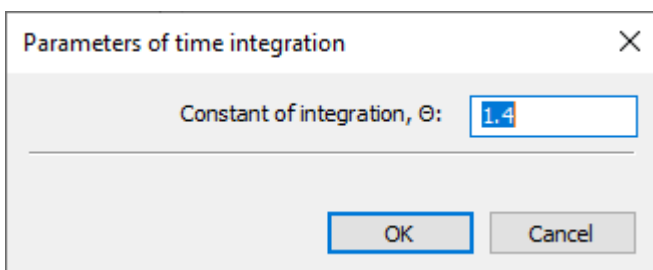 Parameters of time integration
Constant of integration, Θ: 1.4
OK Cancel